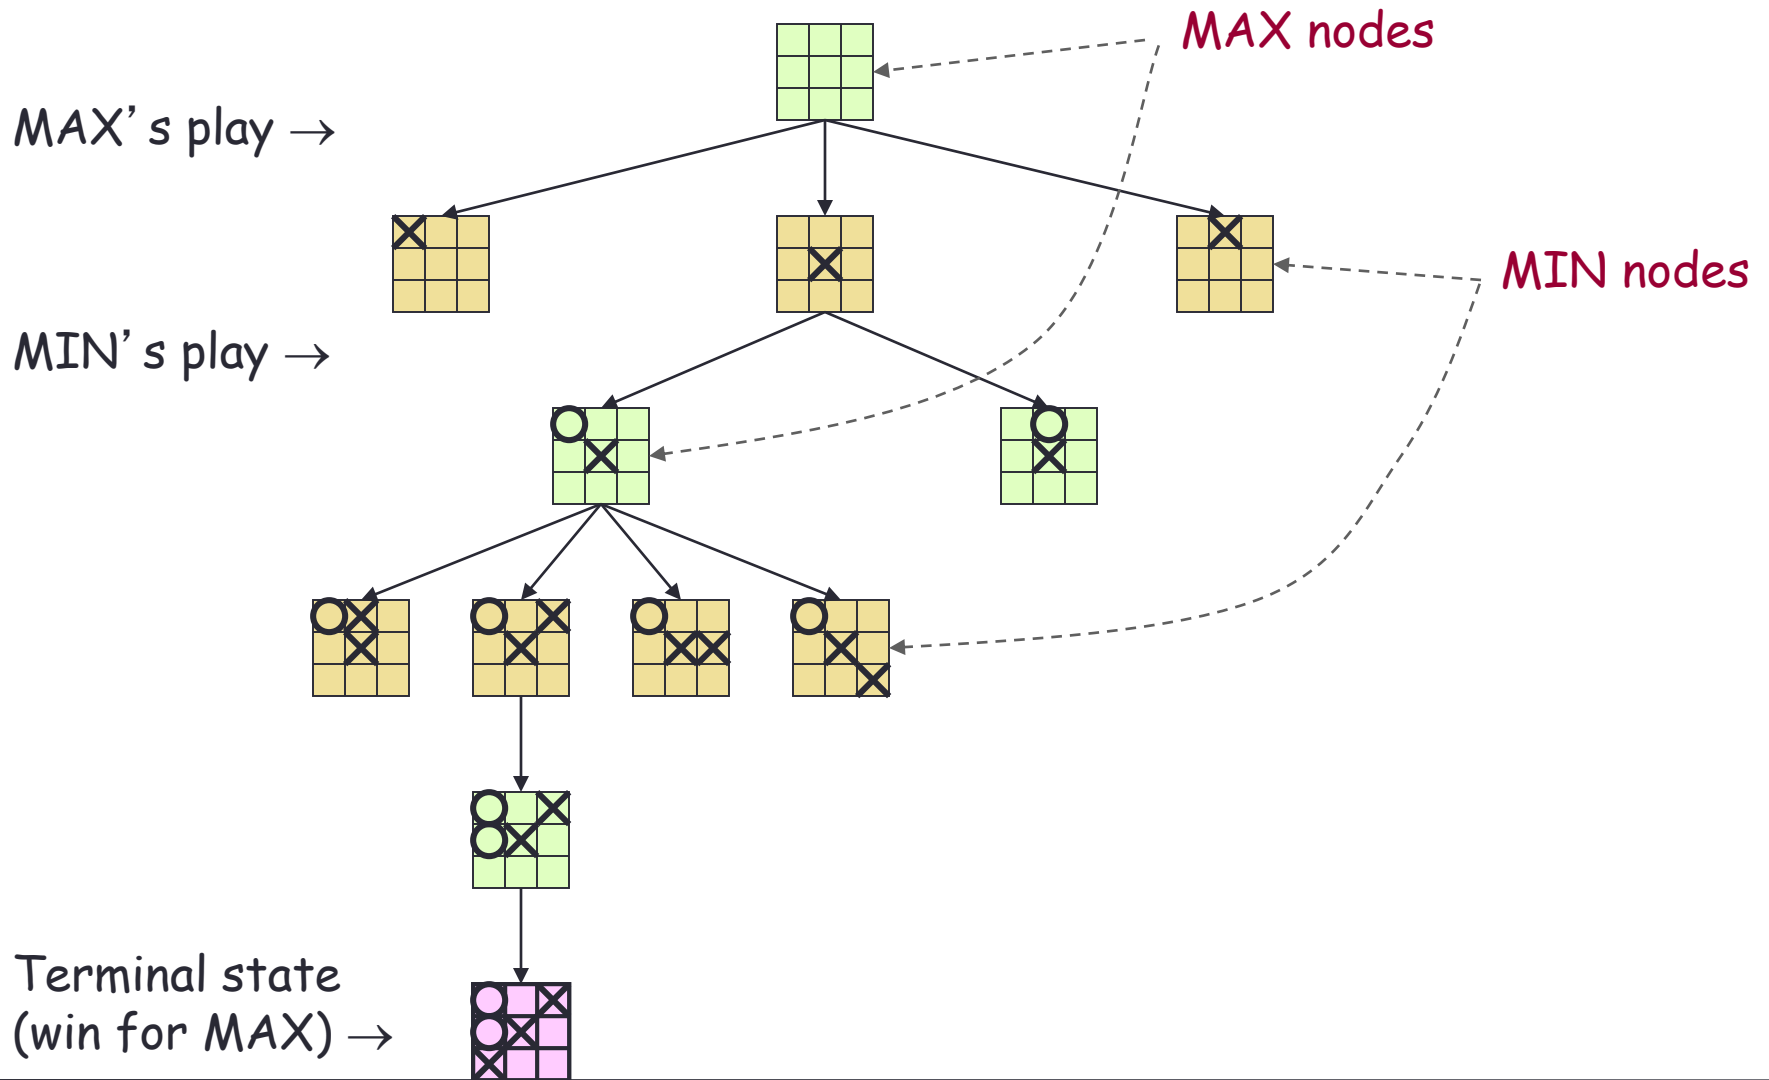 MAX nodes
MAX’s play →
MIN nodes
MIN’s play →
Terminal state
(win for MAX) →